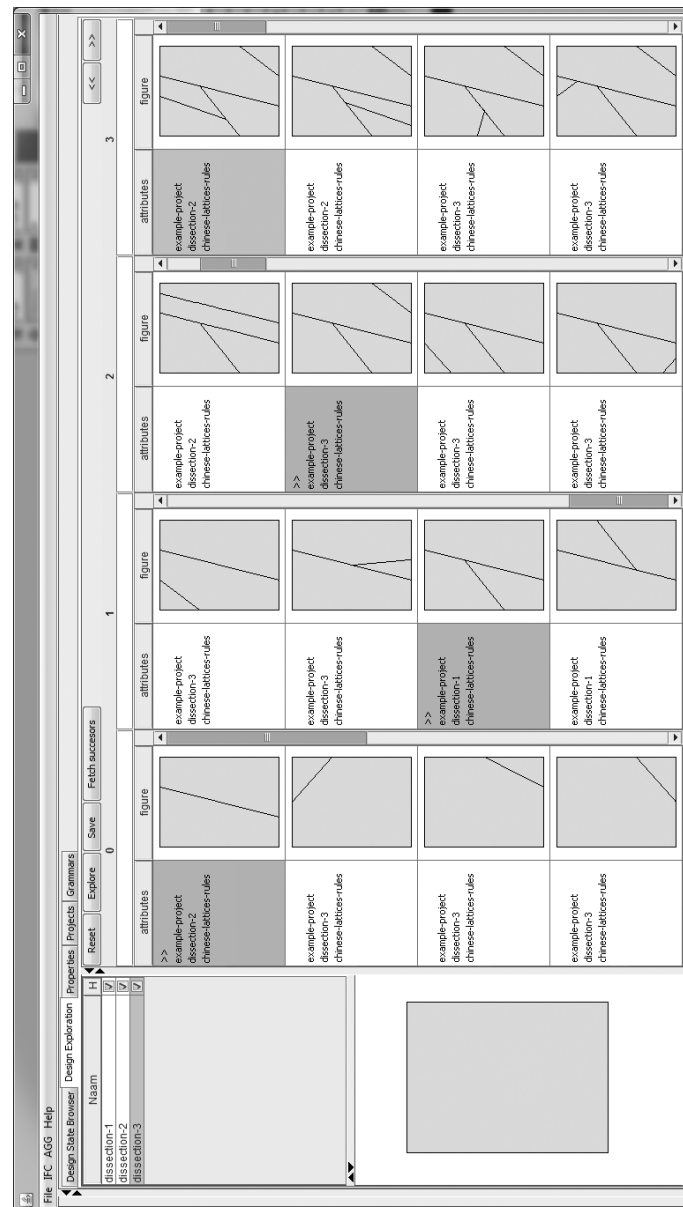 File IFC AGG Help
Design State Browser Design Exploration Properties Projects Grammars
Naam H
dissection-1
dissection-2
dissection-3
Reset Explore Save Fetch succesors << >>
0 1 2 3
attributes figure attributes figure attributes figure attributes figure
>>
example-project
dissection-2
chinese-lattices-rules
example-project
dissection-3
chinese-lattices-rules
example-project
dissection-2
chinese-lattices-rules
example-project
dissection-2
chinese-lattices-rules
example-project
dissection-3
chinese-lattices-rules
example-project
dissection-3
chinese-lattices-rules
>>
example-project
dissection-3
chinese-lattices-rules
example-project
dissection-2
chinese-lattices-rules
example-project
dissection-3
chinese-lattices-rules
>>
example-project
dissection-1
chinese-lattices-rules
example-project
dissection-3
chinese-lattices-rules
example-project
dissection-3
chinese-lattices-rules
example-project
dissection-3
chinese-lattices-rules
example-project
dissection-1
chinese-lattices-rules
example-project
dissection-3
chinese-lattices-rules
example-project
dissection-3
chinese-lattices-rules